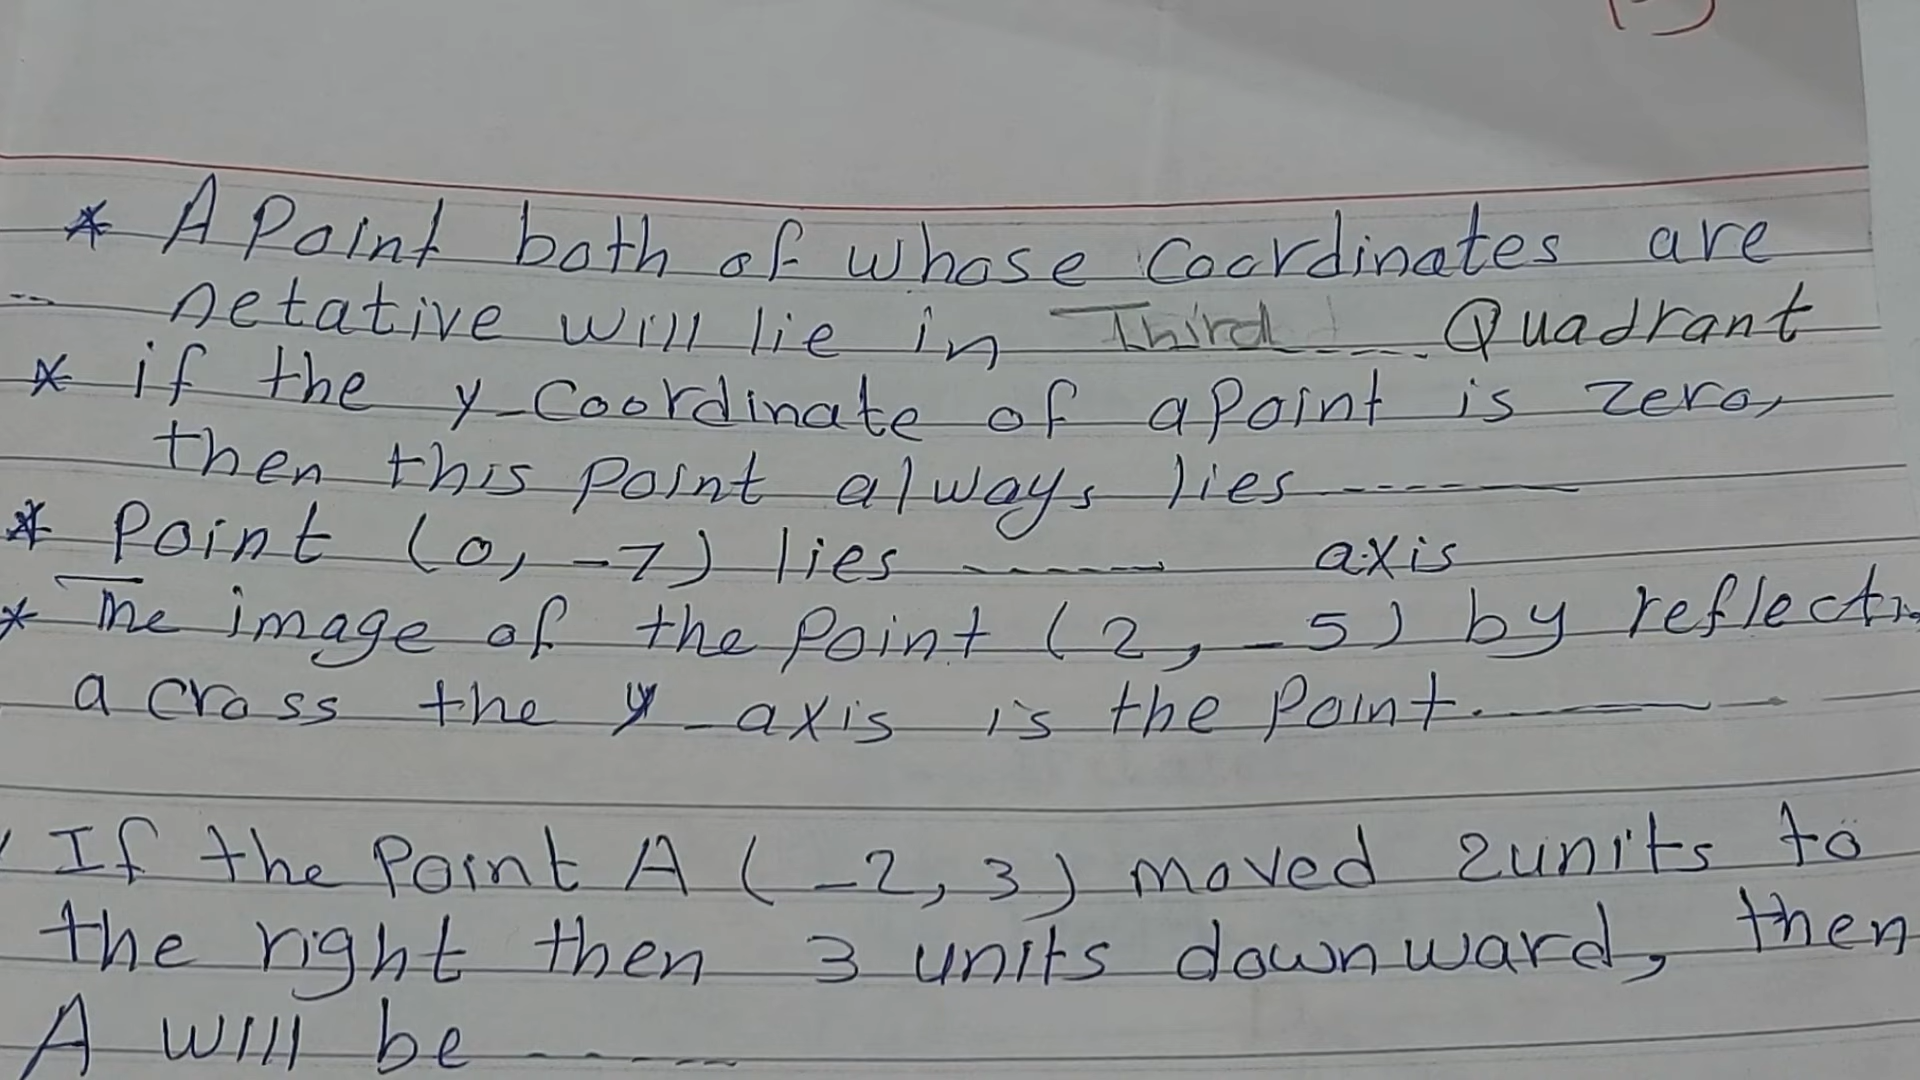 * A Point both of whose Coordinates are
netative will lie in Third ..... Quadrant
* if the y-Coordinate of a Point is zero,
then this Point always lies ------
* Point (0, -7) lies ------ axis
* The image of the Point (2, -5) by reflectin
a cross the y-axis is the Point.------
If the Point A (-2, 3) moved 2units to
the right then 3 units downward, then
A will be -----